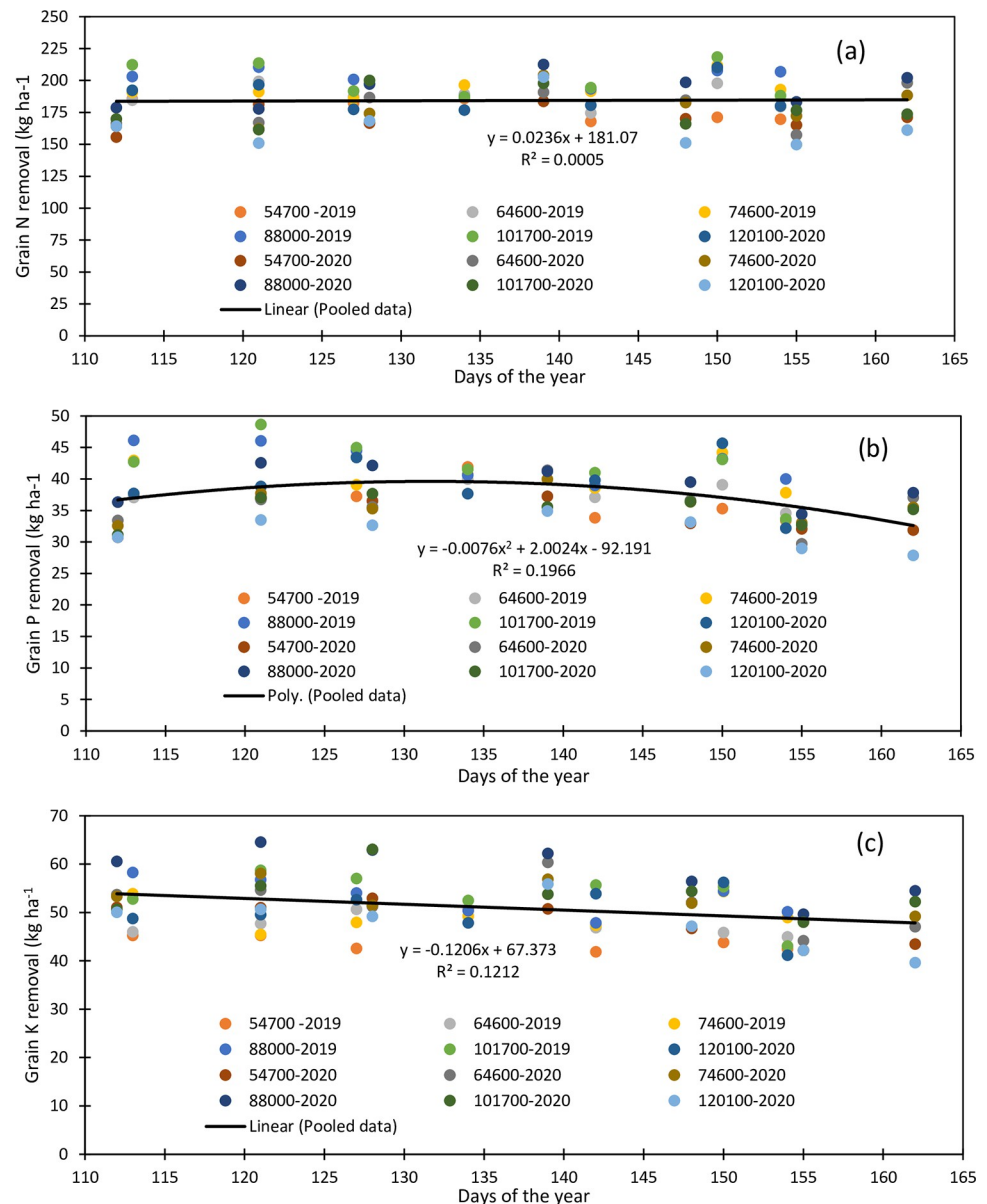 (a)
Grain N removal (kg ha-1
250
225
200
175
150
125
100
75
50
25
0
y = 0.0236x + 181.07
R² = 0.0005
54700 -2019 64600-2019 74600-2019
88000-2019 101700-2019 120100-2020
54700-2020 64600-2020 74600-2020
88000-2020 101700-2020 120100-2020
Linear (Pooled data)
110 115 120 125 130 135 140 145 150 155 160 165
Days of the year
(b)
Grain P removal (kg ha-1
50
45
40
35
30
25
20
15
10
5
0
y = -0.0076x² + 2.0024x - 92.191
R² = 0.1966
54700 -2019 64600-2019 74600-2019
88000-2019 101700-2019 120100-2020
54700-2020 64600-2020 74600-2020
88000-2020 101700-2020 120100-2020
Poly. (Pooled data)
110 115 120 125 130 135 140 145 150 155 160 165
Days of the year
(c)
Grain K removal (kg ha⁻¹
70
60
50
40
30
20
10
0
y = -0.1206x + 67.373
R² = 0.1212
54700 -2019 64600-2019 74600-2019
88000-2019 101700-2019 120100-2020
54700-2020 64600-2020 74600-2020
88000-2020 101700-2020 120100-2020
Linear (Pooled data)
110 115 120 125 130 135 140 145 150 155 160 165
Days of the year